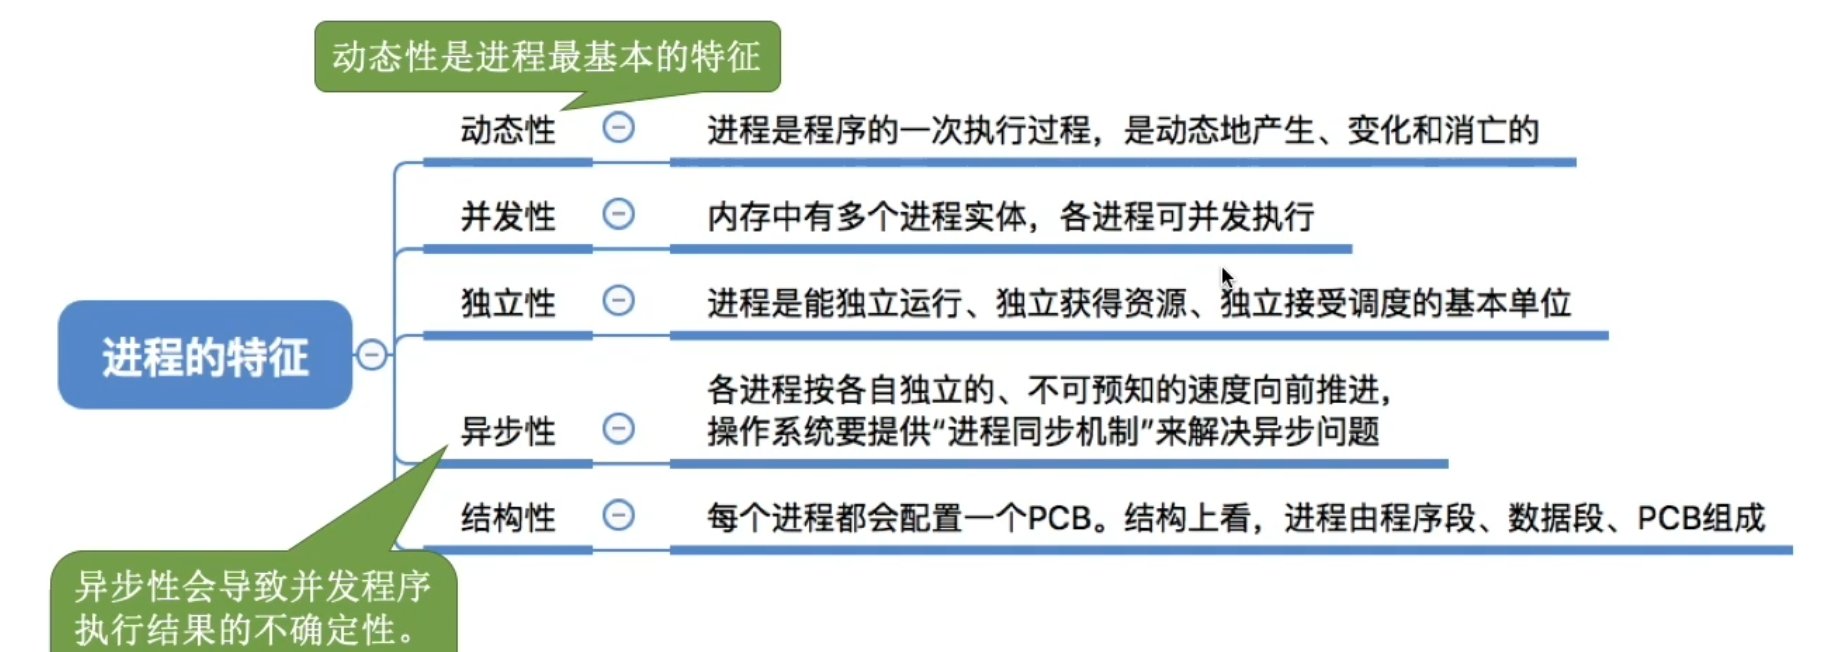 动态性是进程最基本的特征
动态性
进程是程序的一次执行过程，是动态地产生、变化和消亡的
并发性
内存中有多个进程实体，各进程可并发执行
独立性
进程是能独立运行、独立获得资源、独立接受调度的基本单位
进程的特征
各进程按各自独立的、不可预知的速度向前推进，
异步性
操作系统要提供“进程同步机制”来解决异步问题
结构性
每个进程都会配置一个PCB。结构上看，进程由程序段、数据段、PCB组成
异步性会导致并发程序
执行结果的不确定性。